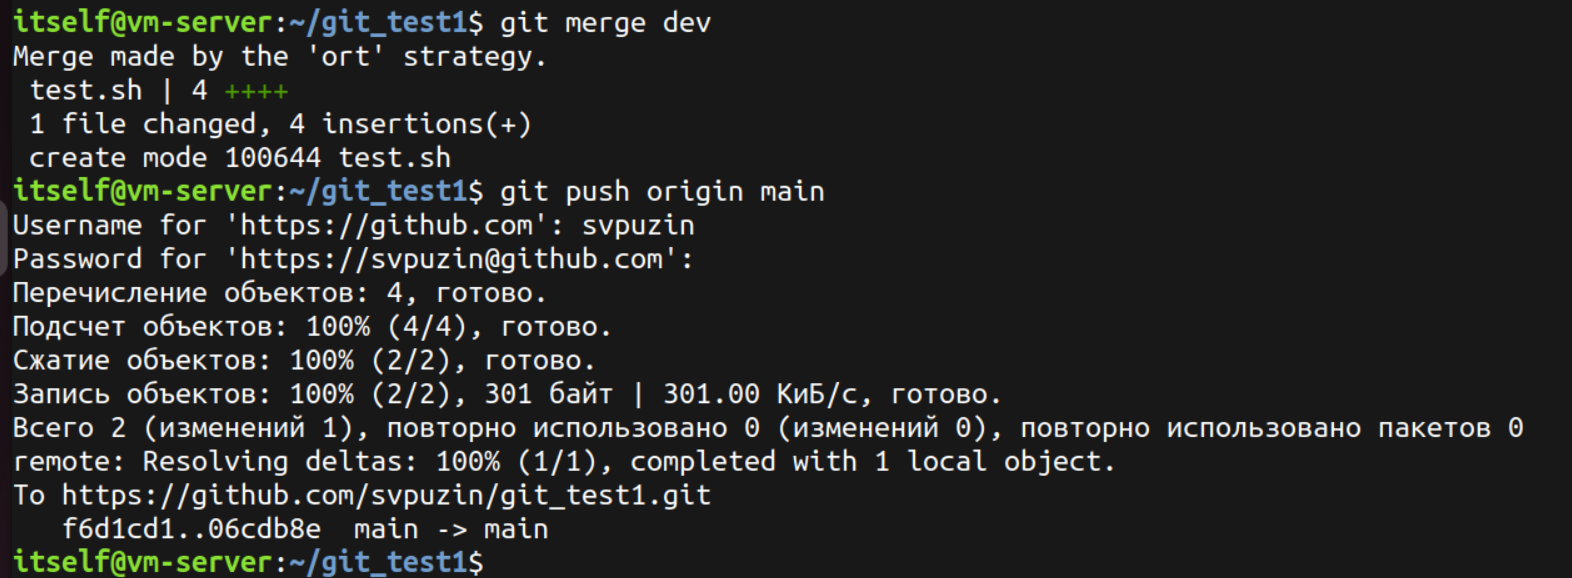 itself@vm-server:~/git_test1$ git merge dev
Merge made by the 'ort' strategy.
 test.sh | 4 ++++
 1 file changed, 4 insertions(+)
 create mode 100644 test.sh
itself@vm-server:~/git_test1$ git push origin main
Username for 'https://github.com': svpuzin
Password for 'https://svpuzin@github.com':
Перечисление объектов: 4, готово.
Подсчет объектов: 100% (4/4), готово.
Сжатие объектов: 100% (2/2), готово.
Запись объектов: 100% (2/2), 301 байт | 301.00 КиБ/с, готово.
Всего 2 (изменений 1), повторно использовано 0 (изменений 0), повторно использовано пакетов 0
remote: Resolving deltas: 100% (1/1), completed with 1 local object.
To https://github.com/svpuzin/git_test1.git
   f6d1cd1..06cdb8e  main -> main
itself@vm-server:~/git_test1$